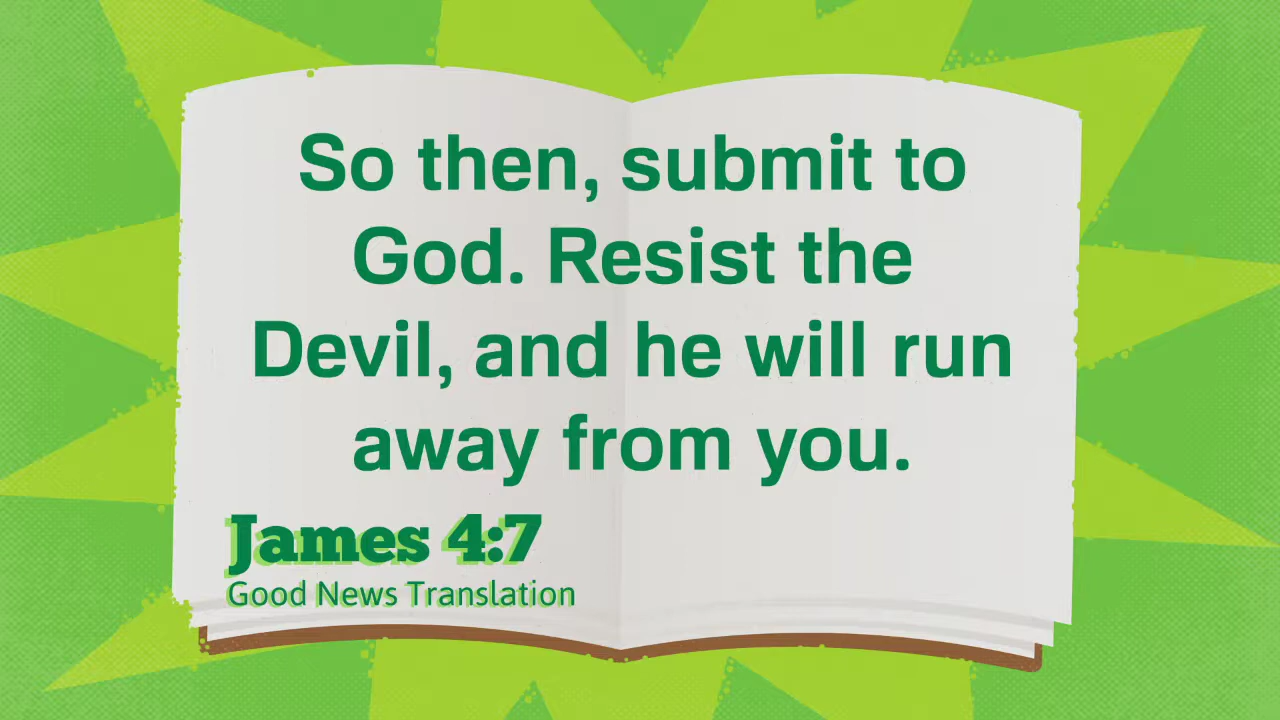 So then, submit to
God. Resist the
Devil, and he will run
away from you.
James 4:7
Good News Translation